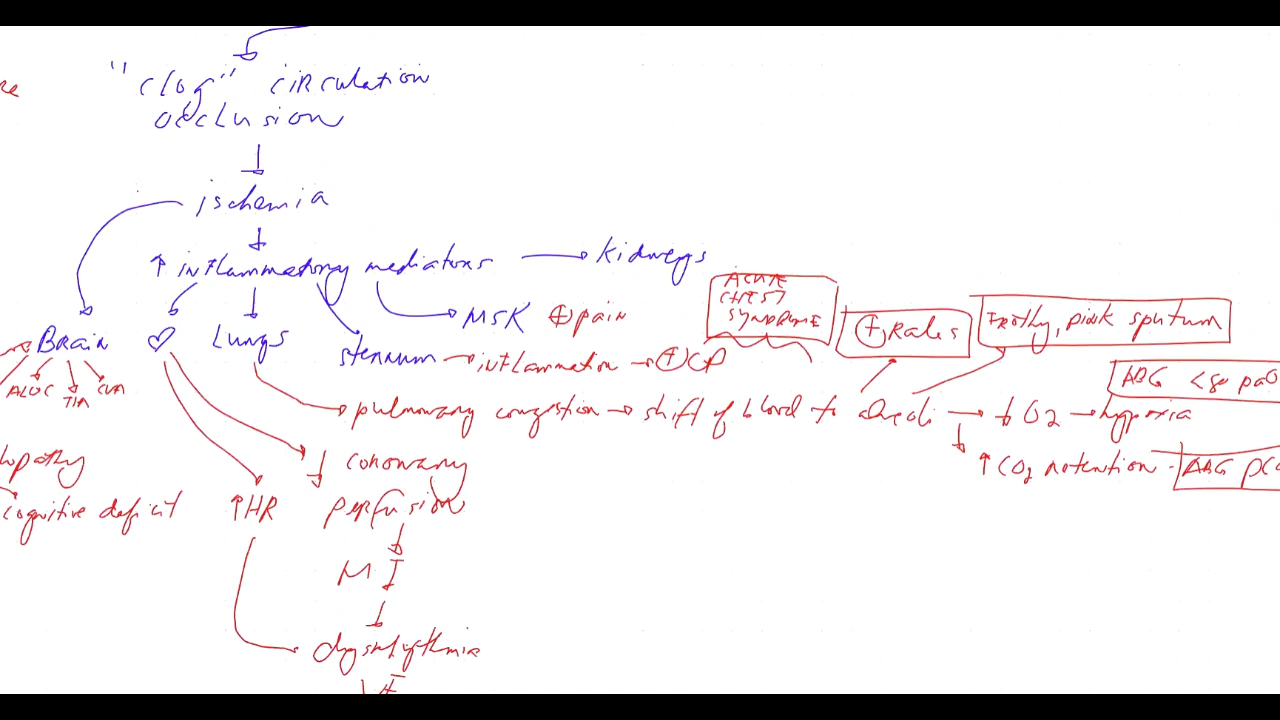 "clog" circulation
occlusion
ischemia
↑ inflammatory mediators → kidneys
MSK ⊕ pain
ACUTE
CHEST
SYNDROME
⊕ Rales
Frothy, pink sputum
Brain ♡ Lungs
sternum → inflammation → ⊕ CP
ABG <80 paO
ALOC TIA CVA
pulmonary congestion → shift of blood to alveoli → ↓ O2 → hypoxia
↑ CO2 retention - ABG pCO
↓ coronary
perfusion
cognitive deficit ↑ HR
MI
dysrhythmia